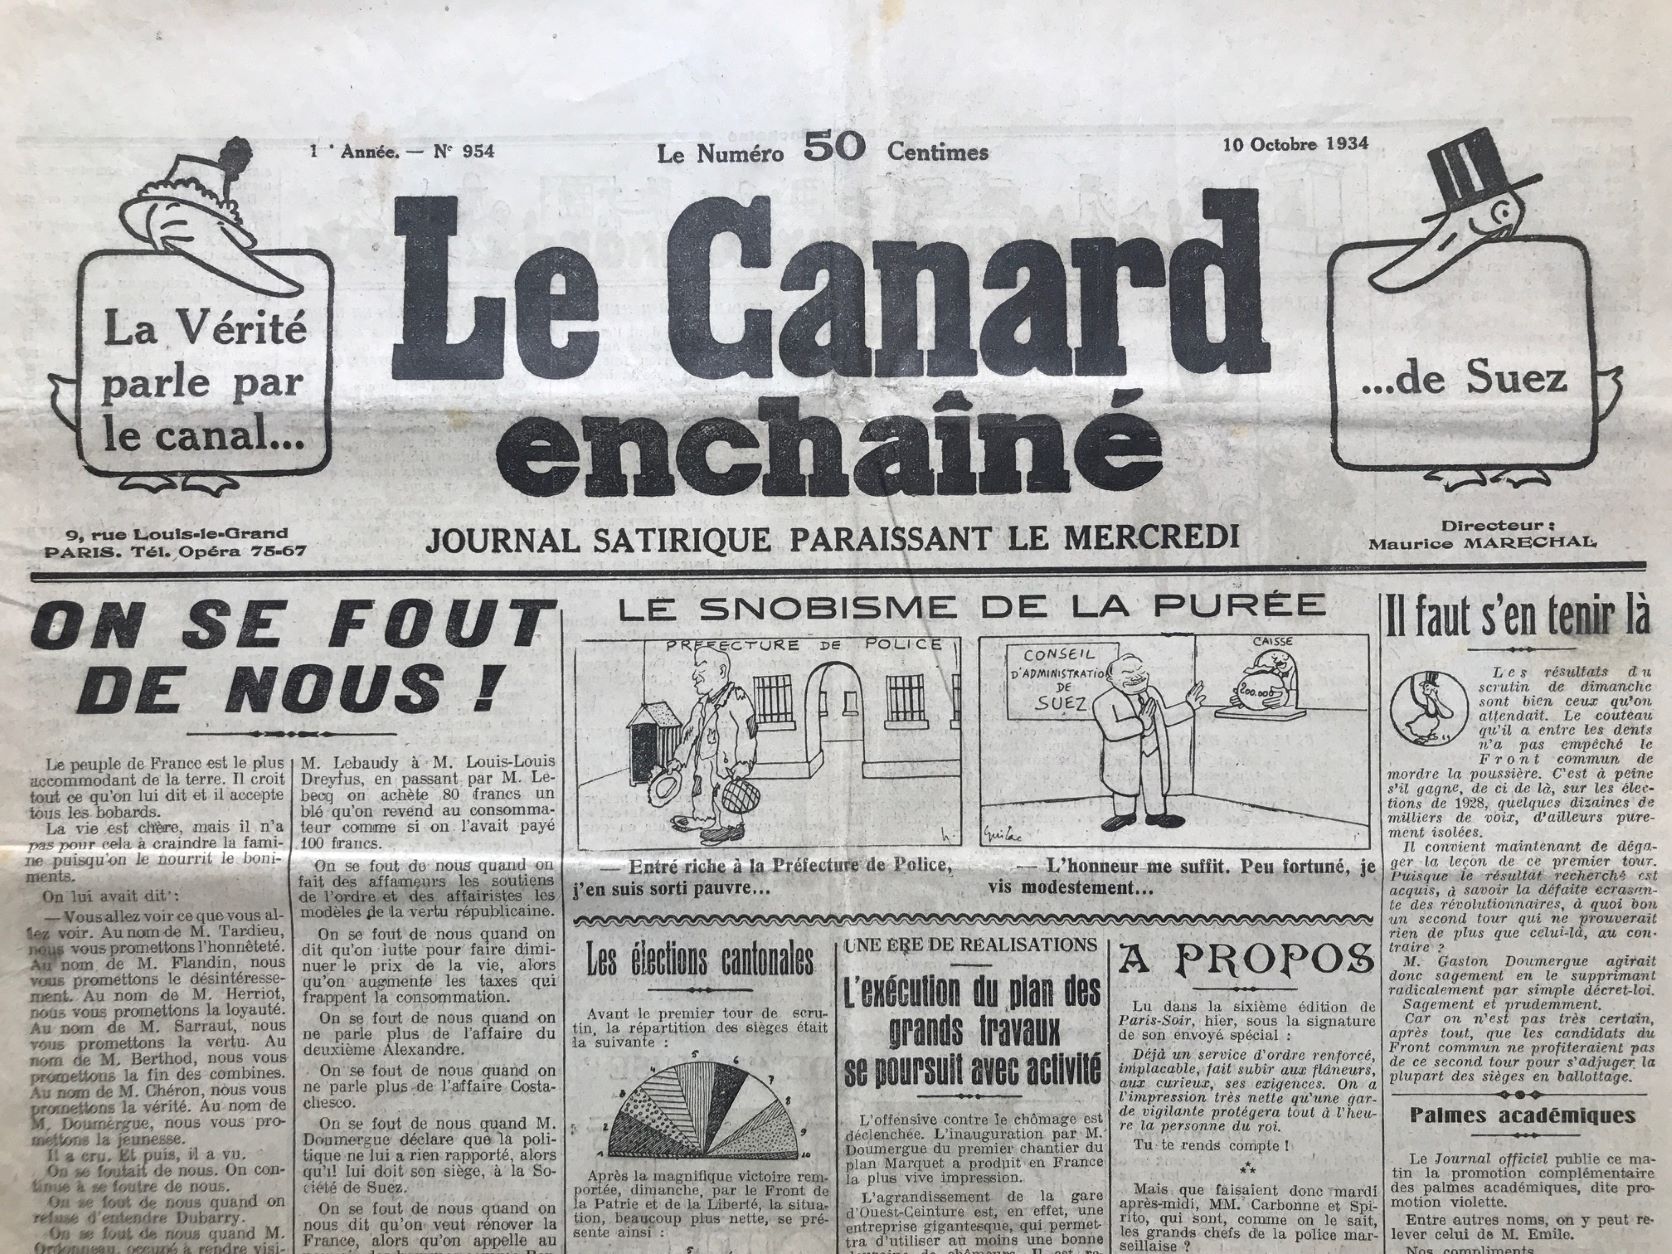 1 Année. — N° 954
Le Numéro 50 Centimes
10 Octobre 1934
La Vérité
parle par
le canal...
Le Canard
enchaîné
...de Suez
9, rue Louis-le-Grand
PARIS. Tél. Opéra 75-67
JOURNAL SATIRIQUE PARAISSANT LE MERCREDI
Directeur :
Maurice MARECHAL
ON SE FOUT
DE NOUS !
Le peuple de France est le plus
accommodant de la terre. Il croit
tout ce qu'on lui dit et il accepte
tous les bobards.
La vie est chère, mais il n'a
pas pour cela à craindre la fami-
ne puisqu'on le nourrit le boni-
ments.
On lui avait dit :
— Vous allez voir ce que vous al-
lez voir. Au nom de M. Tardieu,
nous vous promettons l'honnêteté.
Au nom de M. Flandin, nous
vous promettons le désintéresse-
ment. Au nom de M. Herriot,
nous vous promettons la loyauté.
Au nom de M. Sarraut, nous
vous promettons la vertu. Au
nom de M. Berthod, nous vous
promettons la fin des combines.
Au nom de M. Chéron, nous vous
promettons la vérité. Au nom de
M. Doumergue, nous vous pro-
mettons la jeunesse.
Il a cru. Et puis, il a vu.
On se foutait de nous. On con-
tinue à se foutre de nous.
On se fout de nous quand on
refuse d'entendre Dubarry.
On se fout de nous quand M.
Ordonneau, occupé à rendre visi-
M. Lebaudy à M. Louis-Louis
Dreyfus, en passant par M. Le-
becq on achète 80 francs un
blé qu'on revend au consomma-
teur comme si on l'avait payé
100 francs.
On se fout de nous quand on
fait des affameurs les soutiens
de l'ordre et des affairistes les
modèles de la vertu républicaine.
On se fout de nous quand on
dit qu'on lutte pour faire dimi-
nuer le prix de la vie, alors
qu'on augmente les taxes qui
frappent la consommation.
On se fout de nous quand on
ne parle plus de l'affaire du
deuxième Alexandre.
On se fout de nous quand on
ne parle plus de l'affaire Costa-
chesco.
On se fout de nous quand M.
Doumergue déclare que la poli-
tique ne lui a rien rapporté, alors
qu'il lui doit son siège, à la So-
ciété de Suez.
On se fout de nous quand on
nous dit qu'on veut rénover la
France, alors qu'on appelle au
LE SNOBISME DE LA PURÉE
PREFECTURE DE POLICE
h.
CONSEIL
D'ADMINISTRATIO
DE
SUEZ
CAISSE
200.000
Guilac
— Entré riche à la Préfecture de Police,
j'en suis sorti pauvre...
— L'honneur me suffit. Peu fortuné, je
vis modestement...
Les élections cantonales
Avant le premier tour de scru-
tin, la répartition des sièges était
la suivante :
1 2 3 4 5 6 7 8 9 10
Après la magnifique victoire rem-
portée, dimanche, par le Front de
la Patrie et de la Liberté, la situa-
tion, beaucoup plus nette, se pré-
sente ainsi :
5 6
UNE ERE DE REALISATIONS
L'exécution du plan des
grands travaux
se poursuit avec activité
L'offensive contre le chômage est
déclenchée. L'inauguration par M.
Doumergue du premier chantier du
plan Marquet a produit en France
la plus vive impression.
L'agrandissement de la gare
d'Ouest-Ceinture est, en effet, une
entreprise gigantesque, qui permet-
tra d'utiliser au moins une bonne
A PROPOS
Lu dans la sixième édition de
Paris-Soir, hier, sous la signature
de son envoyé spécial :
Déjà un service d'ordre renforcé,
implacable, fait subir aux flâneurs,
aux curieux, ses exigences. On a
l'impression très nette qu'une gar-
de vigilante protégera tout à l'heu-
re la personne du roi.
Tu te rends compte !
***
Mais que faisaient donc mardi
après-midi, MM. Carbonne et Spi-
rito, qui sont, comme on le sait,
les grands chefs de la police mar-
seillaise ?
Il faut s'en tenir là
Les résultats du
scrutin de dimanche
sont bien ceux qu'on
attendait. Le couteau
qu'il a entre les dents
n'a pas empêché le
Front commun de
mordre la poussière. C'est à peine
s'il gagne, de ci de là, sur les élec-
tions de 1928, quelques dizaines de
milliers de voix, d'ailleurs pure-
ment isolées.
Il convient maintenant de déga-
ger la leçon de ce premier tour.
Puisque le résultat recherché est
acquis, à savoir la défaite écrasan-
te des révolutionnaires, à quoi bon
un second tour qui ne prouverait
rien de plus que celui-là, au con-
traire ?
M. Gaston Doumergue agirait
donc sagement en le supprimant
radicalement par simple décret-loi.
Sagement et prudemment.
Car on n'est pas très certain,
après tout, que les candidats du
Front commun ne profiteraient pas
de ce second tour pour s'adjuger la
plupart des sièges en ballottage.
Palmes académiques
Le Journal officiel publie ce ma-
tin la promotion complémentaire
des palmes académiques, dite pro-
motion violette.
Entre autres noms, on y peut re-
lever celui de M. Emile.
Nos compliments.